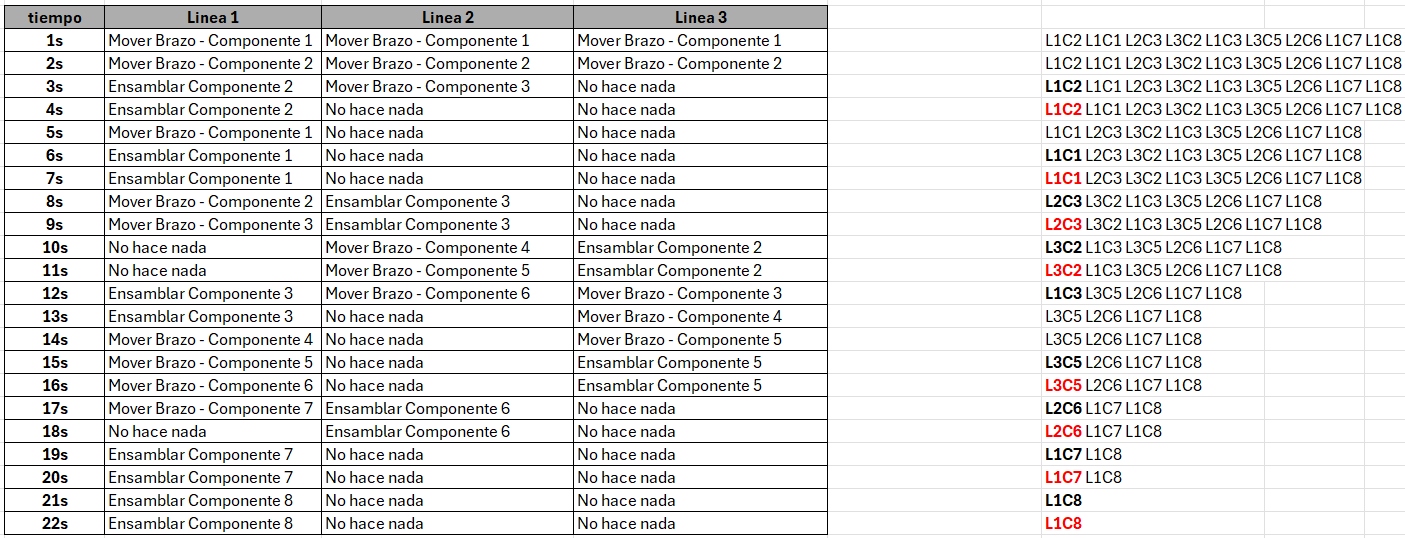 tiempo Linea 1 Linea 2 Linea 3
1s Mover Brazo - Componente 1 Mover Brazo - Componente 1 Mover Brazo - Componente 1 L1C2 L1C1 L2C3 L3C2 L1C3 L3C5 L2C6 L1C7 L1C8
2s Mover Brazo - Componente 2 Mover Brazo - Componente 2 Mover Brazo - Componente 2 L1C2 L1C1 L2C3 L3C2 L1C3 L3C5 L2C6 L1C7 L1C8
3s Ensamblar Componente 2 Mover Brazo - Componente 3 No hace nada L1C2 L1C1 L2C3 L3C2 L1C3 L3C5 L2C6 L1C7 L1C8
4s Ensamblar Componente 2 No hace nada No hace nada L1C2 L1C1 L2C3 L3C2 L1C3 L3C5 L2C6 L1C7 L1C8
5s Mover Brazo - Componente 1 No hace nada No hace nada L1C1 L2C3 L3C2 L1C3 L3C5 L2C6 L1C7 L1C8
6s Ensamblar Componente 1 No hace nada No hace nada L1C1 L2C3 L3C2 L1C3 L3C5 L2C6 L1C7 L1C8
7s Ensamblar Componente 1 No hace nada No hace nada L1C1 L2C3 L3C2 L1C3 L3C5 L2C6 L1C7 L1C8
8s Mover Brazo - Componente 2 Ensamblar Componente 3 No hace nada L2C3 L3C2 L1C3 L3C5 L2C6 L1C7 L1C8
9s Mover Brazo - Componente 3 Ensamblar Componente 3 No hace nada L2C3 L3C2 L1C3 L3C5 L2C6 L1C7 L1C8
10s No hace nada Mover Brazo - Componente 4 Ensamblar Componente 2 L3C2 L1C3 L3C5 L2C6 L1C7 L1C8
11s No hace nada Mover Brazo - Componente 5 Ensamblar Componente 2 L3C2 L1C3 L3C5 L2C6 L1C7 L1C8
12s Ensamblar Componente 3 Mover Brazo - Componente 6 Mover Brazo - Componente 3 L1C3 L3C5 L2C6 L1C7 L1C8
13s Ensamblar Componente 3 No hace nada Mover Brazo - Componente 4 L3C5 L2C6 L1C7 L1C8
14s Mover Brazo - Componente 4 No hace nada Mover Brazo - Componente 5 L3C5 L2C6 L1C7 L1C8
15s Mover Brazo - Componente 5 No hace nada Ensamblar Componente 5 L3C5 L2C6 L1C7 L1C8
16s Mover Brazo - Componente 6 No hace nada Ensamblar Componente 5 L3C5 L2C6 L1C7 L1C8
17s Mover Brazo - Componente 7 Ensamblar Componente 6 No hace nada L2C6 L1C7 L1C8
18s No hace nada Ensamblar Componente 6 No hace nada L2C6 L1C7 L1C8
19s Ensamblar Componente 7 No hace nada No hace nada L1C7 L1C8
20s Ensamblar Componente 7 No hace nada No hace nada L1C7 L1C8
21s Ensamblar Componente 8 No hace nada No hace nada L1C8
22s Ensamblar Componente 8 No hace nada No hace nada L1C8